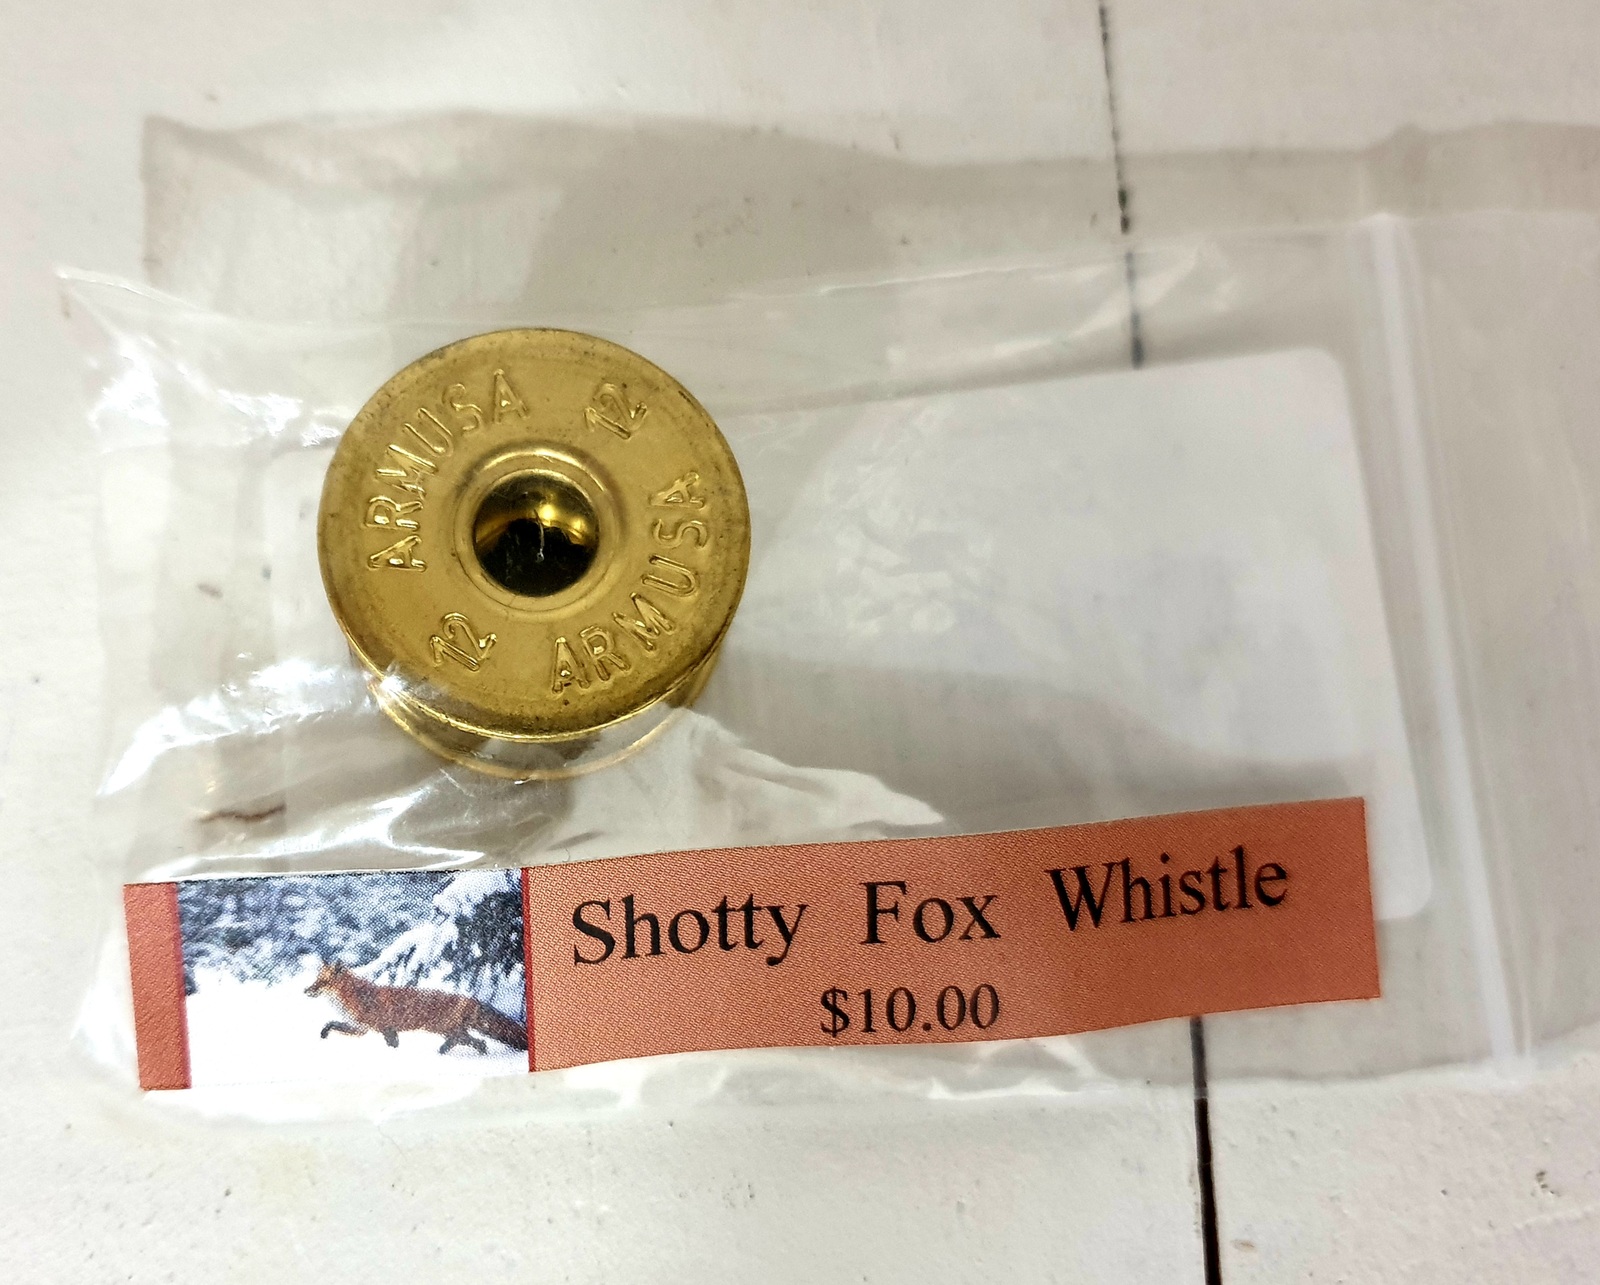 ARMUSA 12
ARMUSA 12
Shotty Fox Whistle
$10.00